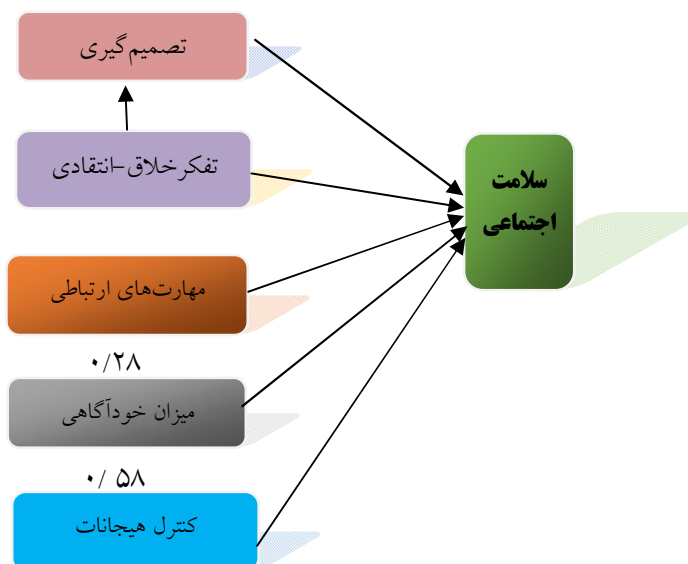 تصمیم‌گیری
تفکر خلاق-انتقادی
سلامت
اجتماعی
مهارت‌های ارتباطی
۰/۲۸
میزان خودآگاهی
۰/ ۵۸
کنترل هیجانات